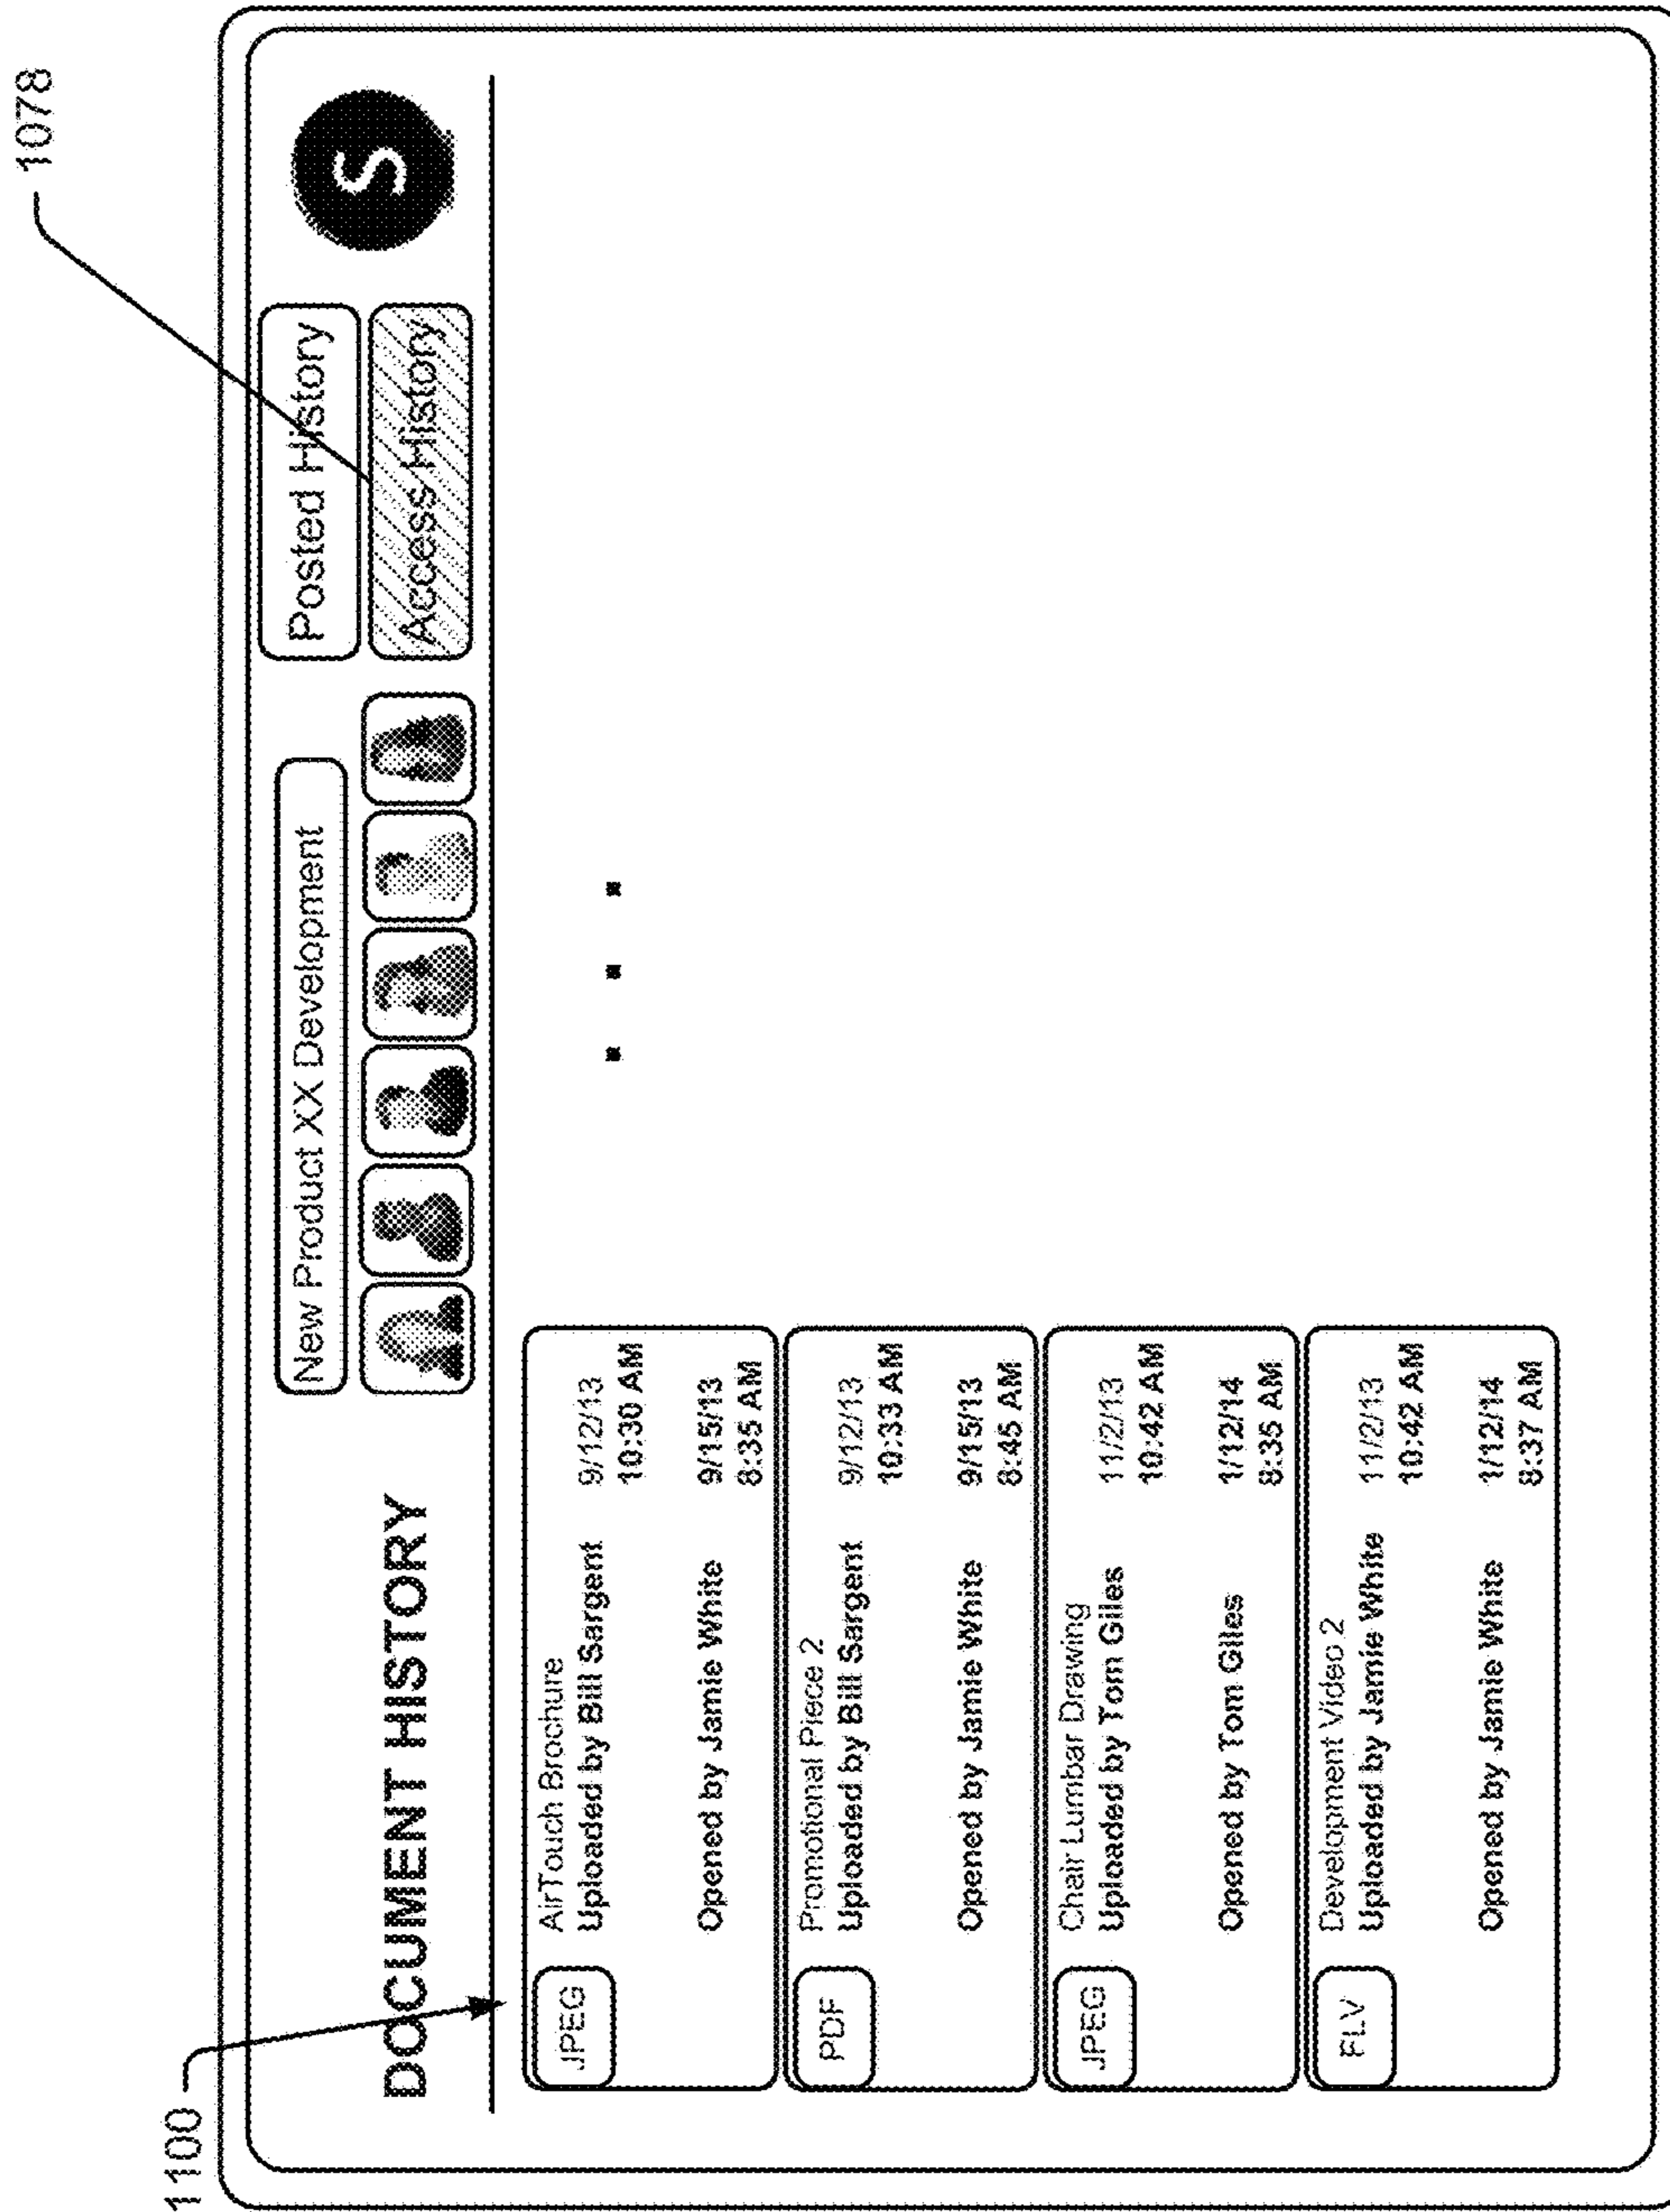 1078
1100
New Product XX Development
Posted History
DOCUMENT HISTORY
Access History
S
JPEG
AirTouch Brochure
Uploaded by Bill Sargent
9/12/13
10:30 AM
Opened by Jamie White
9/15/13
8:35 AM
PDF
Promotional Piece 2
Uploaded by Bill Sargent
9/12/13
10:33 AM
Opened by Jamie White
9/15/13
8:45 AM
JPEG
Chair Lumbar Drawing
Uploaded by Tom Giles
11/2/13
10:42 AM
Opened by Tom Giles
1/12/14
8:35 AM
FLV
Development Video 2
Uploaded by Jamie White
11/2/13
10:42 AM
Opened by Jamie White
1/12/14
8:37 AM